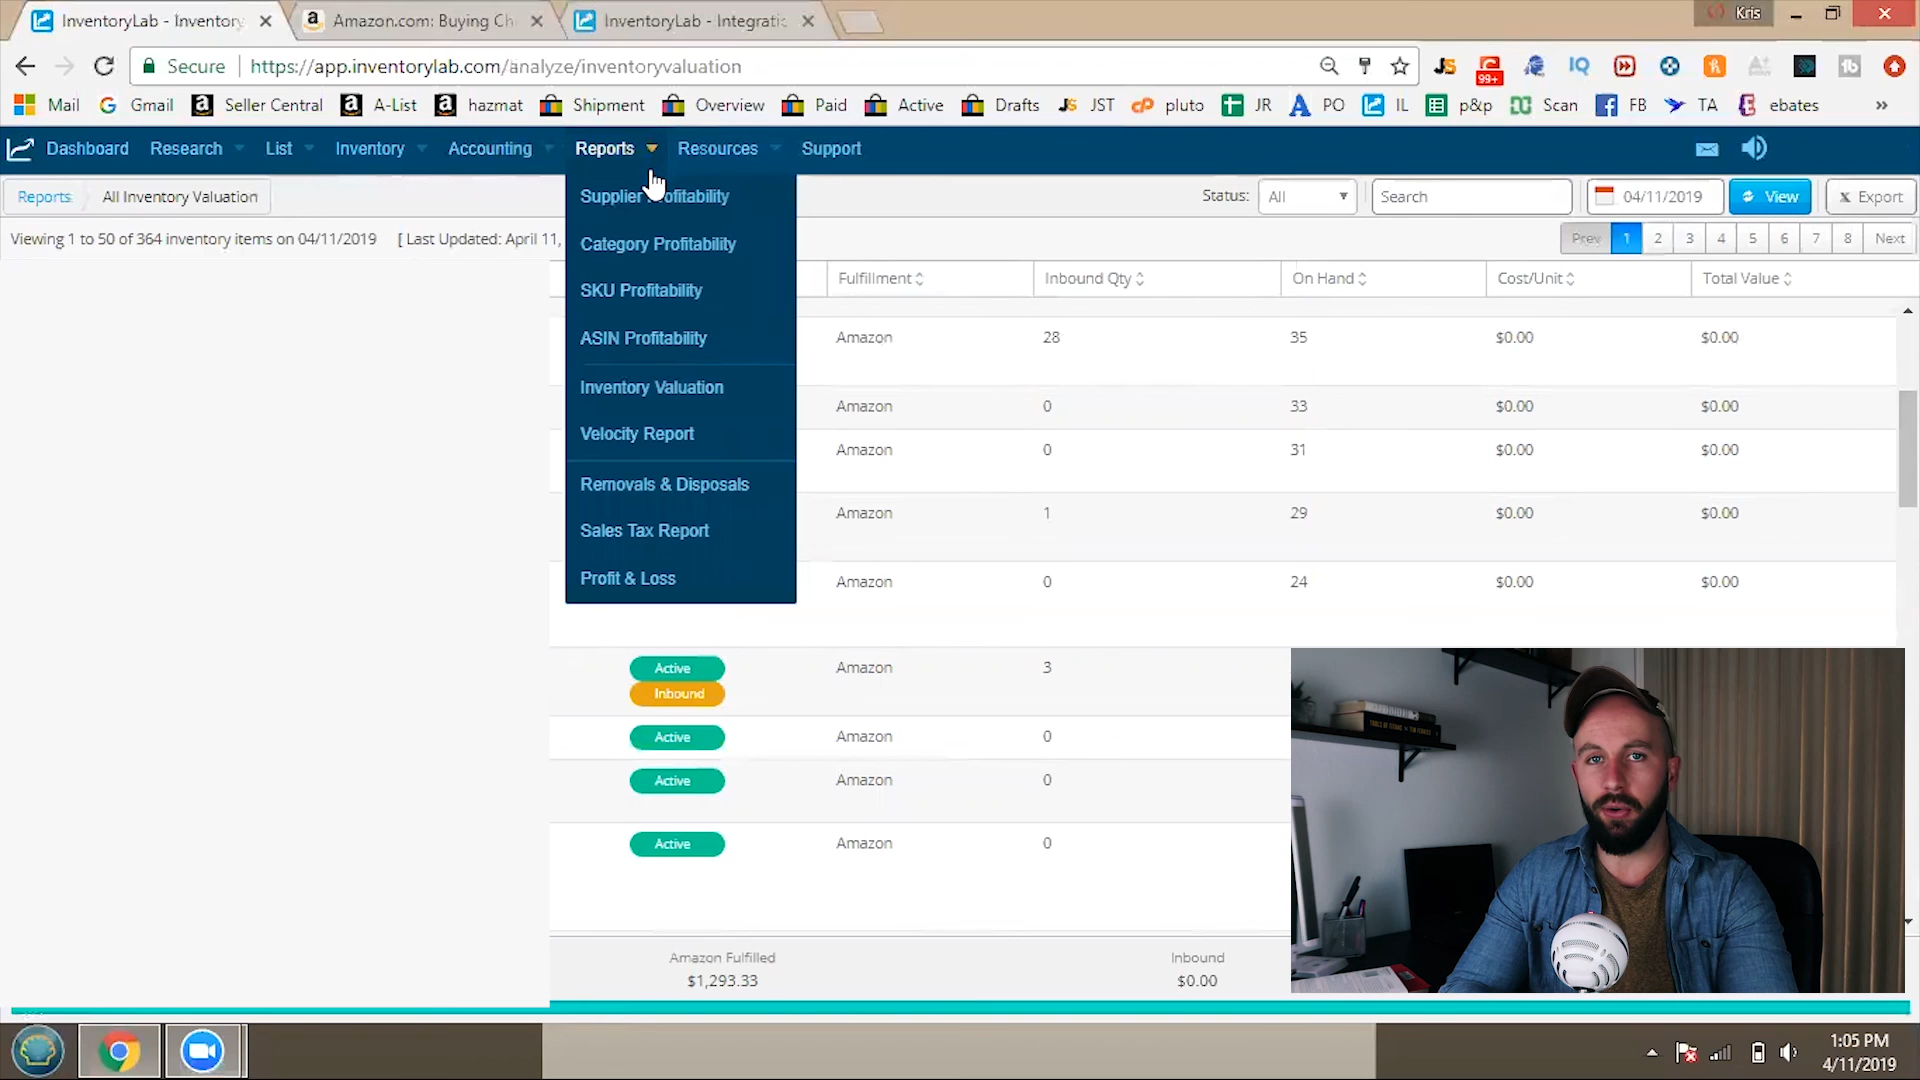 InventoryLab - Inventory
Amazon.com: Buying Ch
InventoryLab - Integratio
Kris
Secure
https://app.inventorylab.com/analyze/inventoryvaluation
JS
99+
IQ
Mail
Gmail
Seller Central
A-List
hazmat
Shipment
Overview
Paid
Active
Drafts
JST
pluto
JR
PO
IL
p&p
Scan
FB
TA
ebates
Dashboard
Research
List
Inventory
Accounting
Reports
Resources
Support
Reports
All Inventory Valuation
Status:
All
Search
04/11/2019
View
Export
Viewing 1 to 50 of 364 inventory items on 04/11/2019
[ Last Updated: April 11,
Prev 1 2 3 4 5 6 7 8 Next
Supplier Profitability
Category Profitability
SKU Profitability
ASIN Profitability
Inventory Valuation
Velocity Report
Removals & Disposals
Sales Tax Report
Profit & Loss
Fulfillment Inbound Qty On Hand Cost/Unit Total Value
Amazon 28 35 $0.00 $0.00
Amazon 0 33 $0.00 $0.00
Amazon 0 31 $0.00 $0.00
Amazon 1 29 $0.00 $0.00
Amazon 0 24 $0.00 $0.00
Active Amazon 3
Inbound
Active Amazon 0
Active Amazon 0
Active Amazon 0
Amazon Fulfilled
$1,293.33
Inbound
$0.00
1:05 PM
4/11/2019